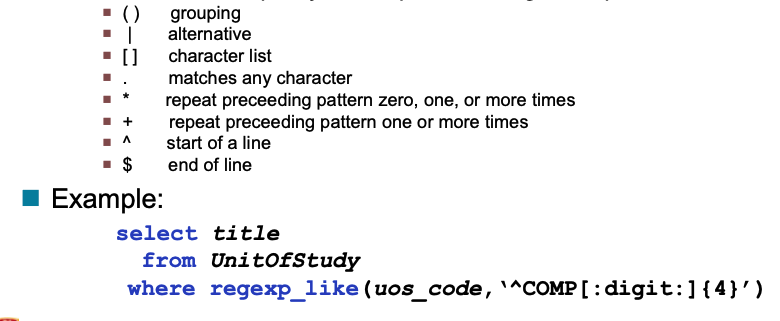 ( ) grouping
| alternative
[ ] character list
. matches any character
* repeat preceeding pattern zero, one, or more times
+ repeat preceeding pattern one or more times
^ start of a line
$ end of line
Example:
select title
from UnitOfStudy
where regexp_like(uos_code,‘^COMP[:digit:]{4}’)